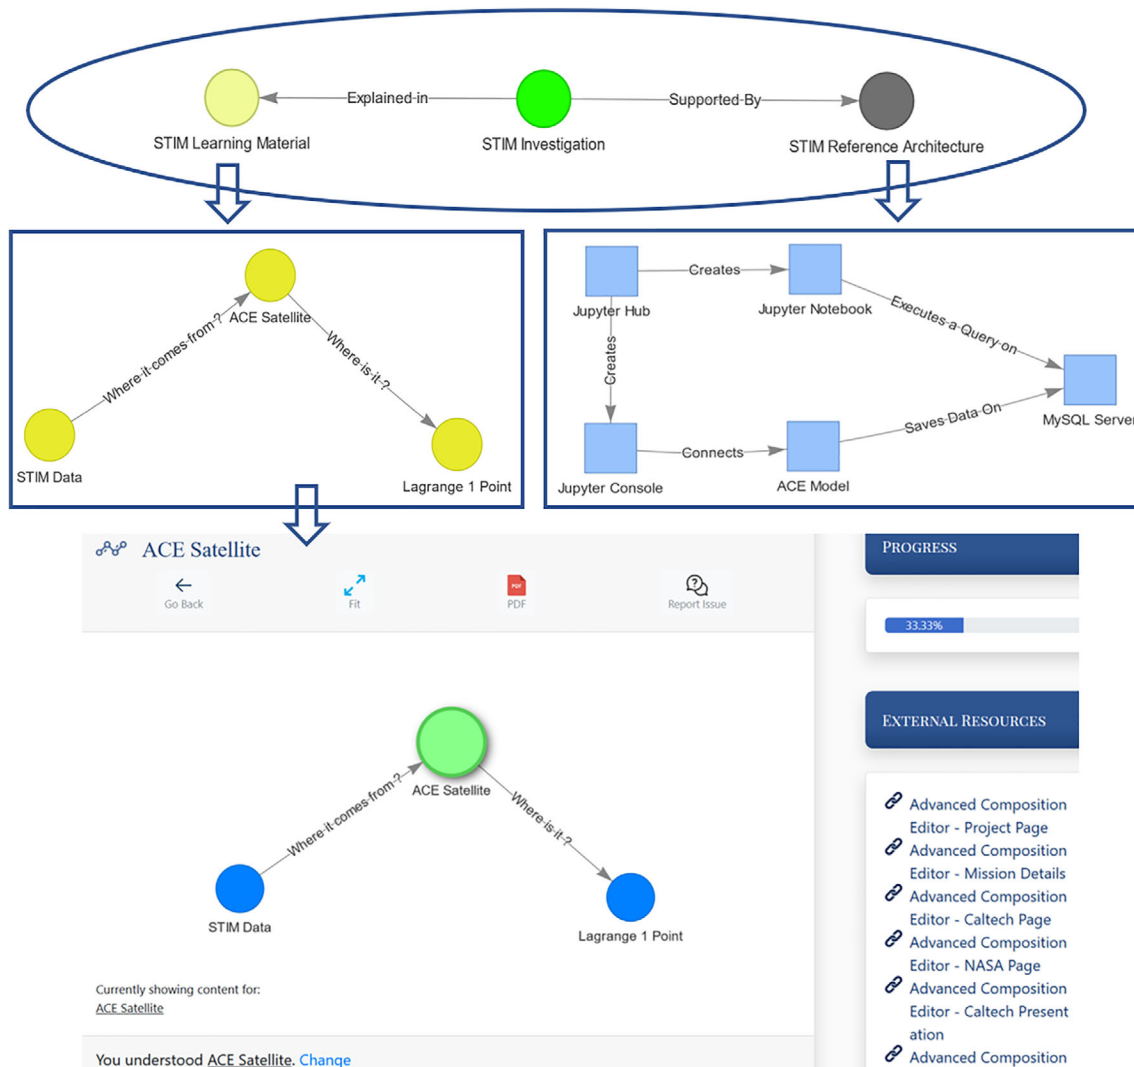 Explained in
Supported By
STIM Learning Material
STIM Investigation
STIM Reference Architecture
ACE Satellite
Where it comes from ?
Where is it ?
STIM Data
Lagrange 1 Point
Jupyter Hub
Creates
Jupyter Notebook
Executes a Query on
Creates
MySQL Server
Saves Data On
Jupyter Console
Connects
ACE Model
ACE Satellite
Go Back
Fit
PDF
PDF
Report Issue
ACE Satellite
Where it comes from ?
Where is it ?
STIM Data
Lagrange 1 Point
Currently showing content for:
ACE Satellite
You understood ACE Satellite. Change
PROGRESS
33.33%
EXTERNAL RESOURCES
Advanced Composition
Editor - Project Page
Advanced Composition
Editor - Mission Details
Advanced Composition
Editor - Caltech Page
Advanced Composition
Editor - NASA Page
Advanced Composition
Editor - Caltech Present
ation
Advanced Composition